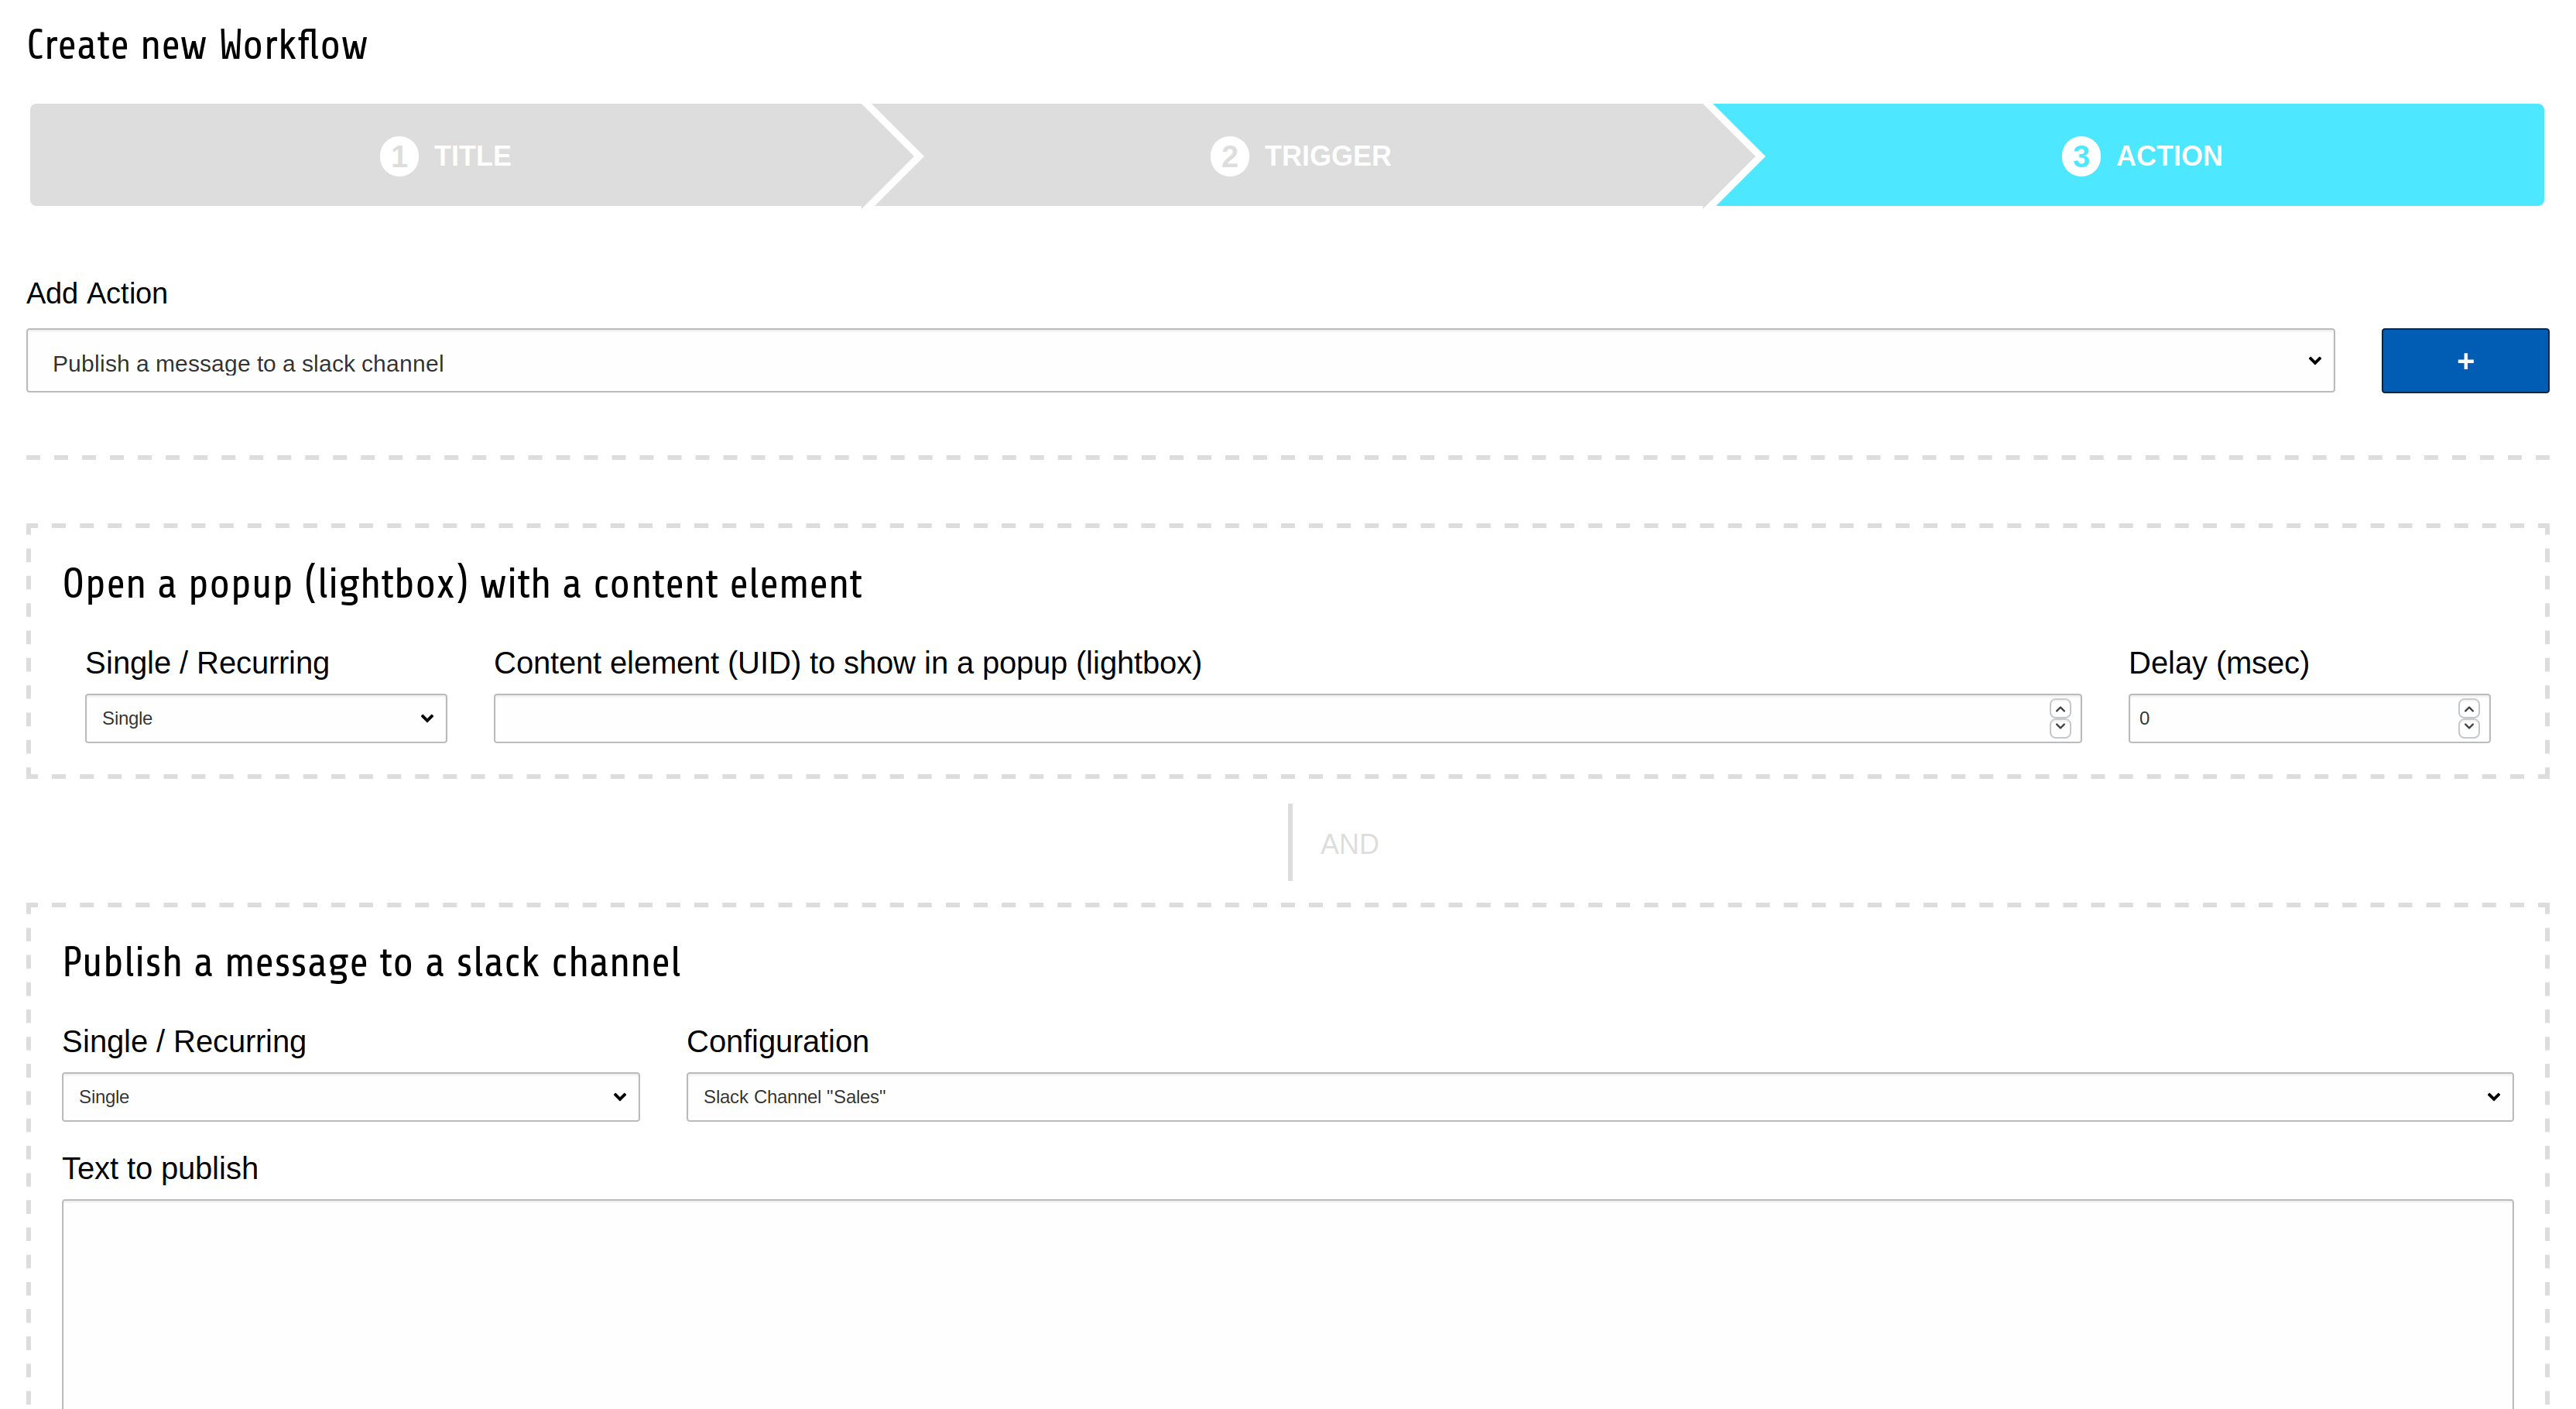 Create new Workflow
1 TITLE
2 TRIGGER
3 ACTION
Add Action
Publish a message to a slack channel
+
Open a popup (lightbox) with a content element
Single / Recurring
Content element (UID) to show in a popup (lightbox)
Delay (msec)
Single
0
AND
Publish a message to a slack channel
Single / Recurring
Configuration
Single
Slack Channel "Sales"
Text to publish